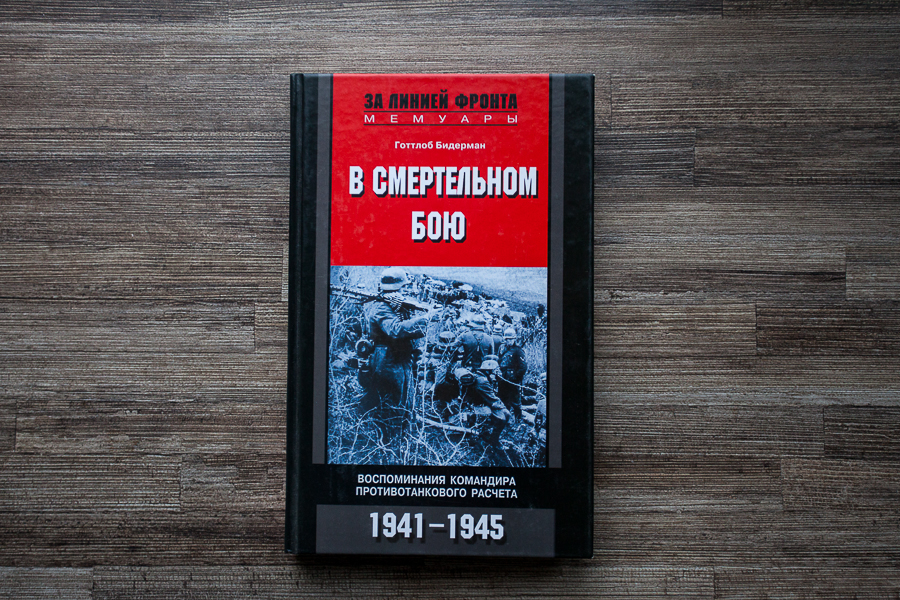 ЗА ЛИНИЕЙ ФРОНТА
МЕМУАРЫ
Готтлоб Бидерман
В СМЕРТЕЛЬНОМ
БОЮ
ВОСПОМИНАНИЯ КОМАНДИРА
ПРОТИВОТАНКОВОГО РАСЧЕТА
1941–1945